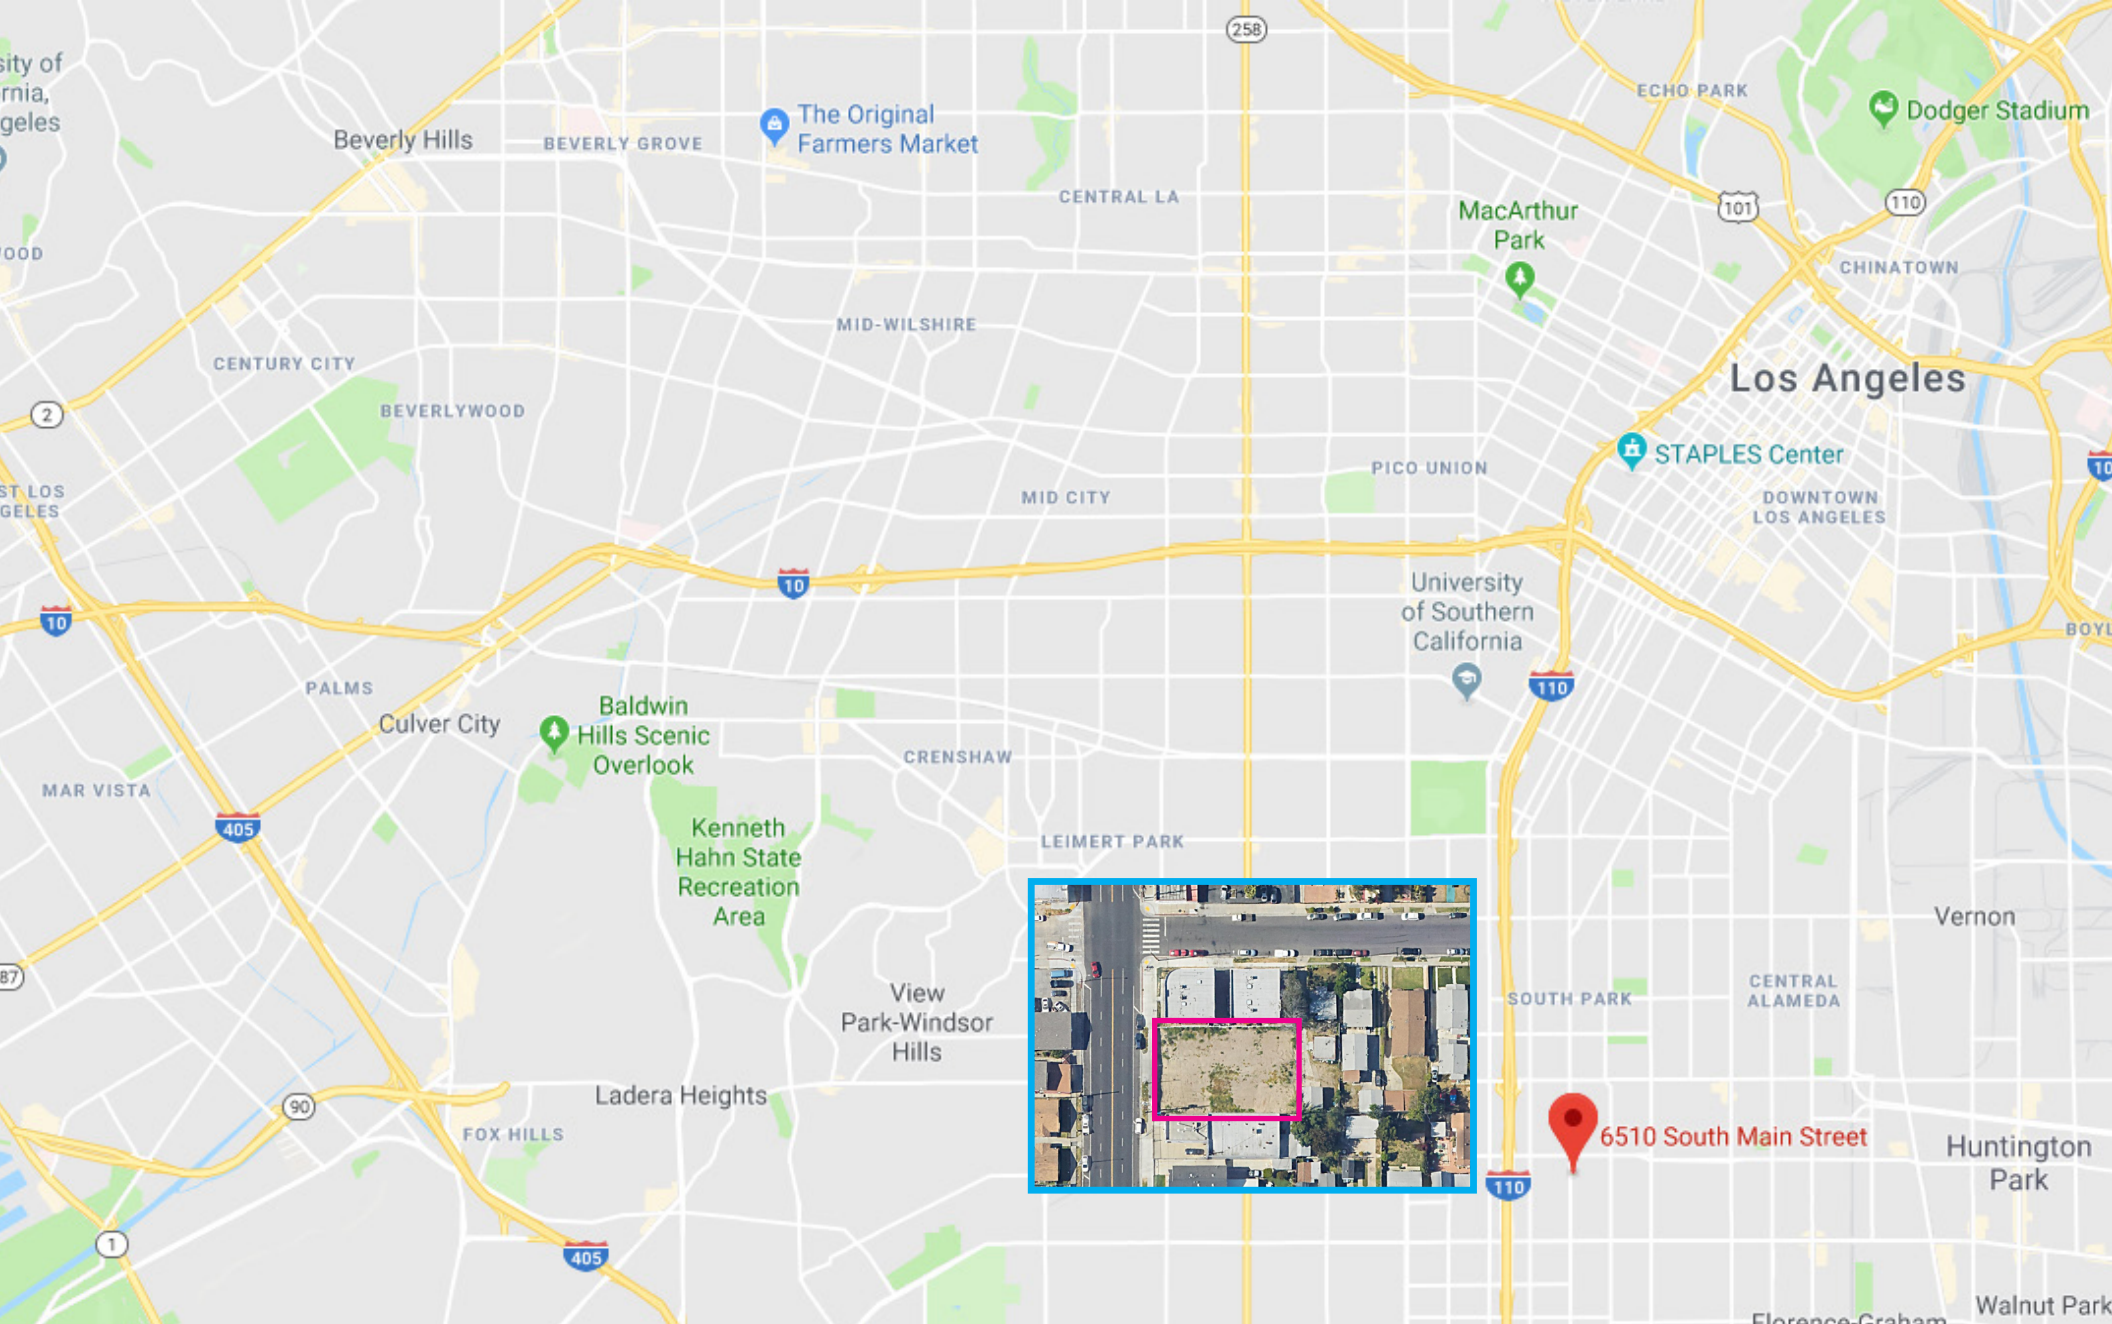 258
sity of
rnia,
geles
ECHO PARK
The Original
Farmers Market
Dodger Stadium
Beverly Hills
BEVERLY GROVE
CENTRAL LA
101
110
MacArthur
Park
OOD
CHINATOWN
MID-WILSHIRE
CENTURY CITY
Los Angeles
2
BEVERLYWOOD
STAPLES Center
PICO UNION
10
ST LOS
GELES
MID CITY
DOWNTOWN
LOS ANGELES
10
University
of Southern
California
10
BOYL
PALMS
110
Culver City
Baldwin
Hills Scenic
Overlook
CRENSHAW
MAR VISTA
405
Kenneth
Hahn State
Recreation
Area
LEIMERT PARK
Vernon
87
View
Park-Windsor
Hills
SOUTH PARK
CENTRAL
ALAMEDA
90
Ladera Heights
FOX HILLS
6510 South Main Street
Huntington
Park
110
1
405
Walnut Park
Florence-Graham